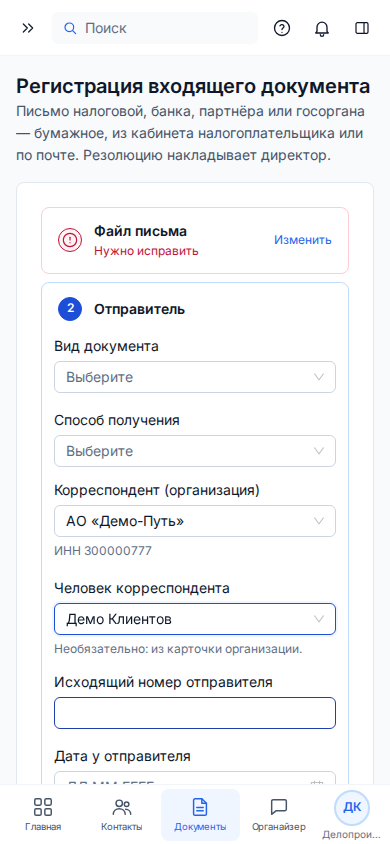 Поиск
Регистрация входящего документа
Письмо налоговой, банка, партнёра или госоргана
— бумажное, из кабинета налогоплательщика или
по почте. Резолюцию накладывает директор.
Файл письма
Нужно исправить
Изменить
2
Отправитель
Вид документа
Выберите
Способ получения
Выберите
Корреспондент (организация)
АО «Демо-Путь»
ИНН 300000777
Человек корреспондента
Демо Клиентов
Необязательно: из карточки организации.
Исходящий номер отправителя
Дата у отправителя
ДК
Главная
Контакты
Документы
Органайзер
Делопрои...